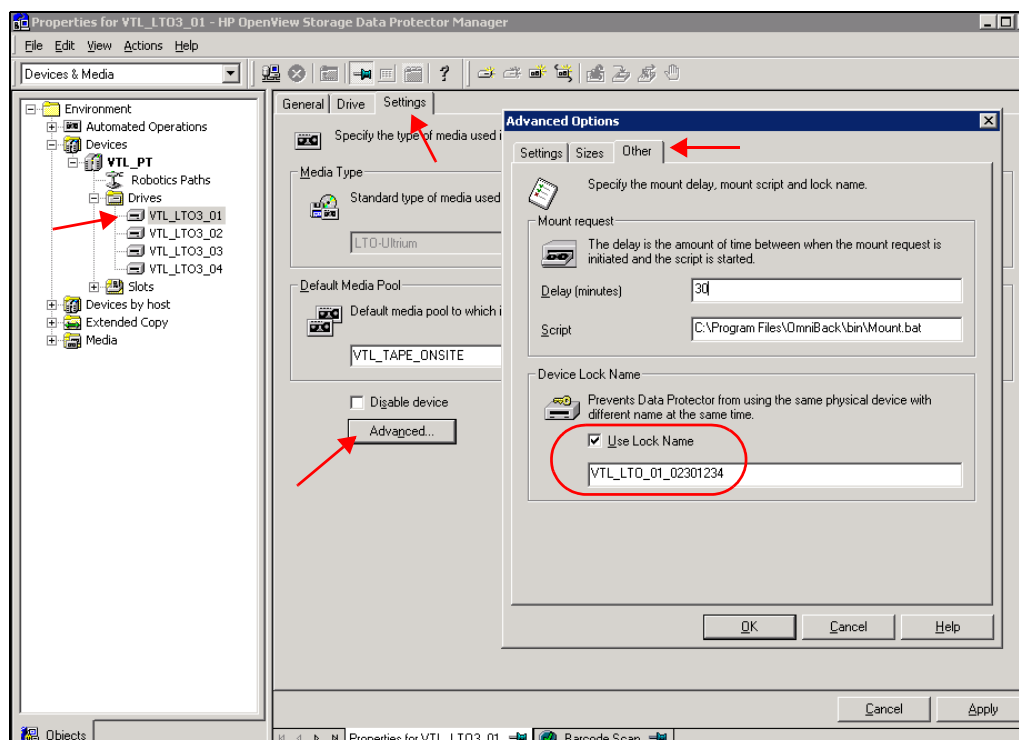 Properties for VTL_LTO3_01 - HP OpenView Storage Data Protector Manager
File Edit View Actions Help
Devices & Media
Environment
Automated Operations
Devices
VTL_PT
Robotics Paths
Drives
VTL_LTO3_01
VTL_LTO3_02
VTL_LTO3_03
VTL_LTO3_04
Slots
Devices by host
Extended Copy
Media
Objects
General Drive Settings
Specify the type of media used i
Media Type
Standard type of media used
LTO-Ultrium
Default Media Pool
Default media pool to which i
VTL_TAPE_ONSITE
Disable device
Advanced...
Advanced Options
Settings Sizes Other
Specify the mount delay, mount script and lock name.
Mount request
The delay is the amount of time between when the mount request is
initiated and the script is started.
Delay (minutes)
30
Script
C:\Program Files\OmniBack\bin\Mount.bat
Device Lock Name
Prevents Data Protector from using the same physical device with
different name at the same time.
Use Lock Name
VTL_LTO_01_02301234
OK Cancel Help
Cancel Apply
Properties for VTL_LTO3_01 Barcode Scan